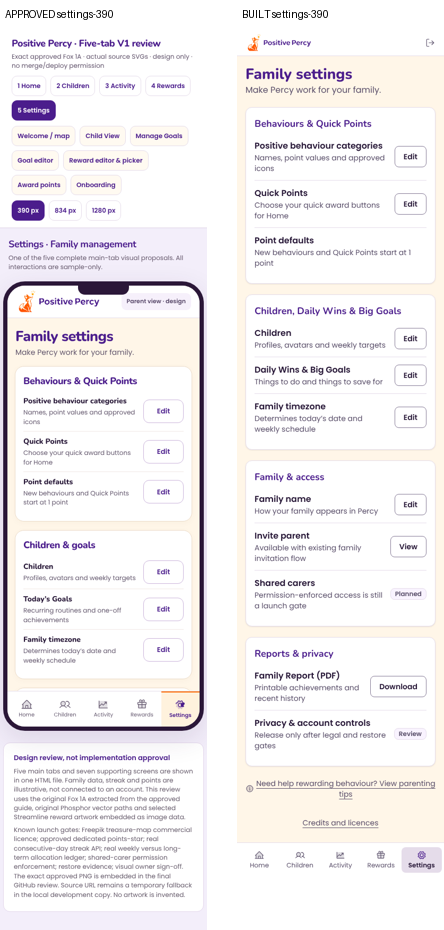 APPROVED settings-390
Positive Percy · Five-tab V1 review
Exact approved Fox 1A · actual source SVGs · design only ·
no merge/deploy permission
1 Home
2 Children
3 Activity
4 Rewards
5 Settings
Welcome / map
Child View
Manage Goals
Goal editor
Reward editor & picker
Award points
Onboarding
390 px
834 px
1280 px
Settings · Family management
One of the five complete main-tab visual proposals. All
interactions are sample-only.
Positive Percy
Parent view · design
Family settings
Make Percy work for your family.
Behaviours & Quick Points
Positive behaviour categories
Names, point values and approved
icons
Edit
Quick Points
Choose your quick award buttons
for Home
Edit
Point defaults
New behaviours and Quick Points
start at 1 point
Edit
Children & goals
Children
Profiles, avatars and weekly targets
Edit
Today's Goals
Recurring routines and one-off
achievements
Edit
Family timezone
Determines today's date and
weekly schedule
Edit
Home
Children
Activity
Rewards
Settings
Design review, not implementation approval
Five main tabs and seven supporting screens are shown
in one HTML file. Family data, streak and points are
illustrative, not connected to an account. This review
uses the original Fox 1A extracted from the approved
guide, original Phosphor vector paths and selected
Streamline reward artwork embedded as image data.
Known launch gates: Freepik treasure-map commercial
licence; approved dedicated points-star; real
consecutive-day streak API; real weekly versus long-
term allocation ledger; shared-carer permission
enforcement; restore evidence; visual owner sign-off.
The exact approved PNG is embedded in the final
GitHub review. Source URL remains a temporary fallback
in the local development copy. No artwork is invented.
BUILT settings-390
Positive Percy
Family settings
Make Percy work for your family.
Behaviours & Quick Points
Positive behaviour categories
Names, point values and approved
icons
Edit
Quick Points
Choose your quick award buttons
for Home
Edit
Point defaults
New behaviours and Quick Points start at 1
point
Children, Daily Wins & Big Goals
Children
Profiles, avatars and weekly targets
Edit
Daily Wins & Big Goals
Things to do and things to save for
Edit
Family timezone
Determines today's date and
weekly schedule
Edit
Family & access
Family name
How your family appears in Percy
Edit
Invite parent
Available with existing family
invitation flow
View
Shared carers
Permission-enforced access is still
a launch gate
Planned
Reports & privacy
Family Report (PDF)
Printable achievements and
recent history
Download
Privacy & account controls
Release only after legal and restore
gates
Review
Need help rewarding behaviour? View parenting
tips
Credits and licences
Home
Children
Activity
Rewards
Settings